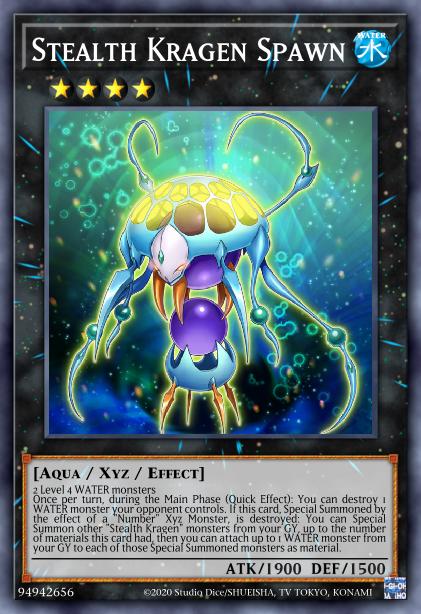 Stealth Kragen Spawn
WATER
水
[Aqua / Xyz / Effect]
2 Level 4 WATER monsters
Once per turn, during the Main Phase (Quick Effect): You can destroy 1
WATER monster your opponent controls. If this card, Special Summoned by
the effect of a "Number" Xyz Monster, is destroyed: You can Special
Summon other "Stealth Kragen" monsters from your GY, up to the number
of materials this card had, then you can attach up to 1 WATER monster from
your GY to each of those Special Summoned monsters as material.
ATK/1900 DEF/1500
94942656
©2020 Studio Dice/SHUEISHA, TV TOKYO, KONAMI